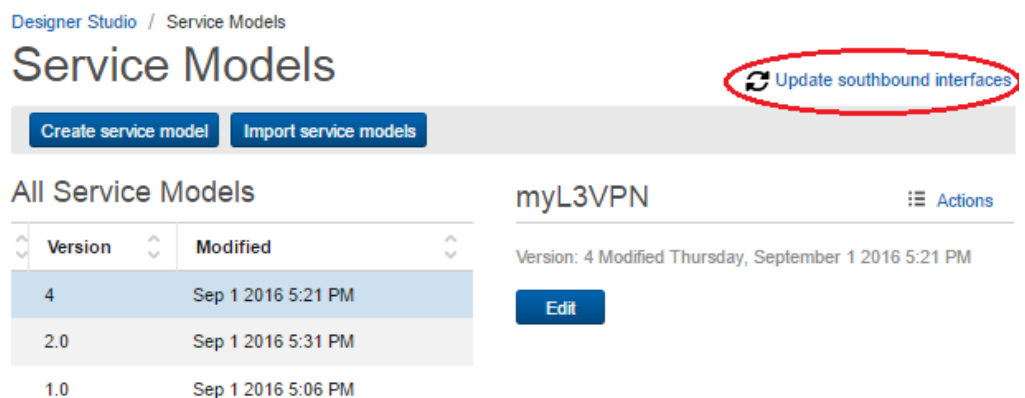 Designer Studio / Service Models
Service Models
Update southbound interfaces
Create service model Import service models
All Service Models
myL3VPN Actions
Version Modified
Version: 4 Modified Thursday, September 1 2016 5:21 PM
4 Sep 1 2016 5:21 PM
Edit
2.0 Sep 1 2016 5:31 PM
1.0 Sep 1 2016 5:06 PM